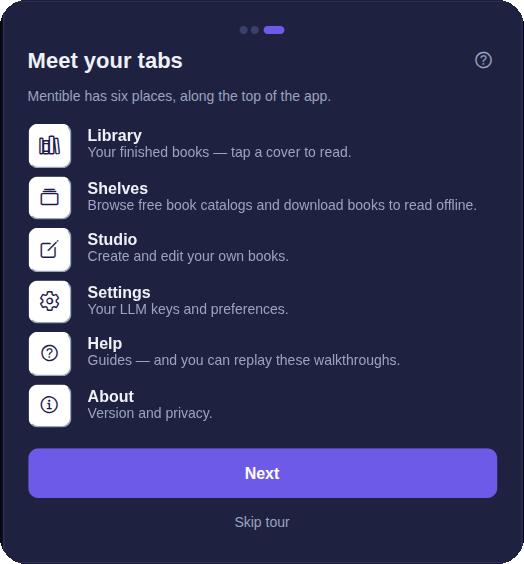 Meet your tabs
Mentible has six places, along the top of the app.
Library
Your finished books — tap a cover to read.
Shelves
Browse free book catalogs and download books to read offline.
Studio
Create and edit your own books.
Settings
Your LLM keys and preferences.
Help
Guides — and you can replay these walkthroughs.
About
Version and privacy.
Next
Skip tour